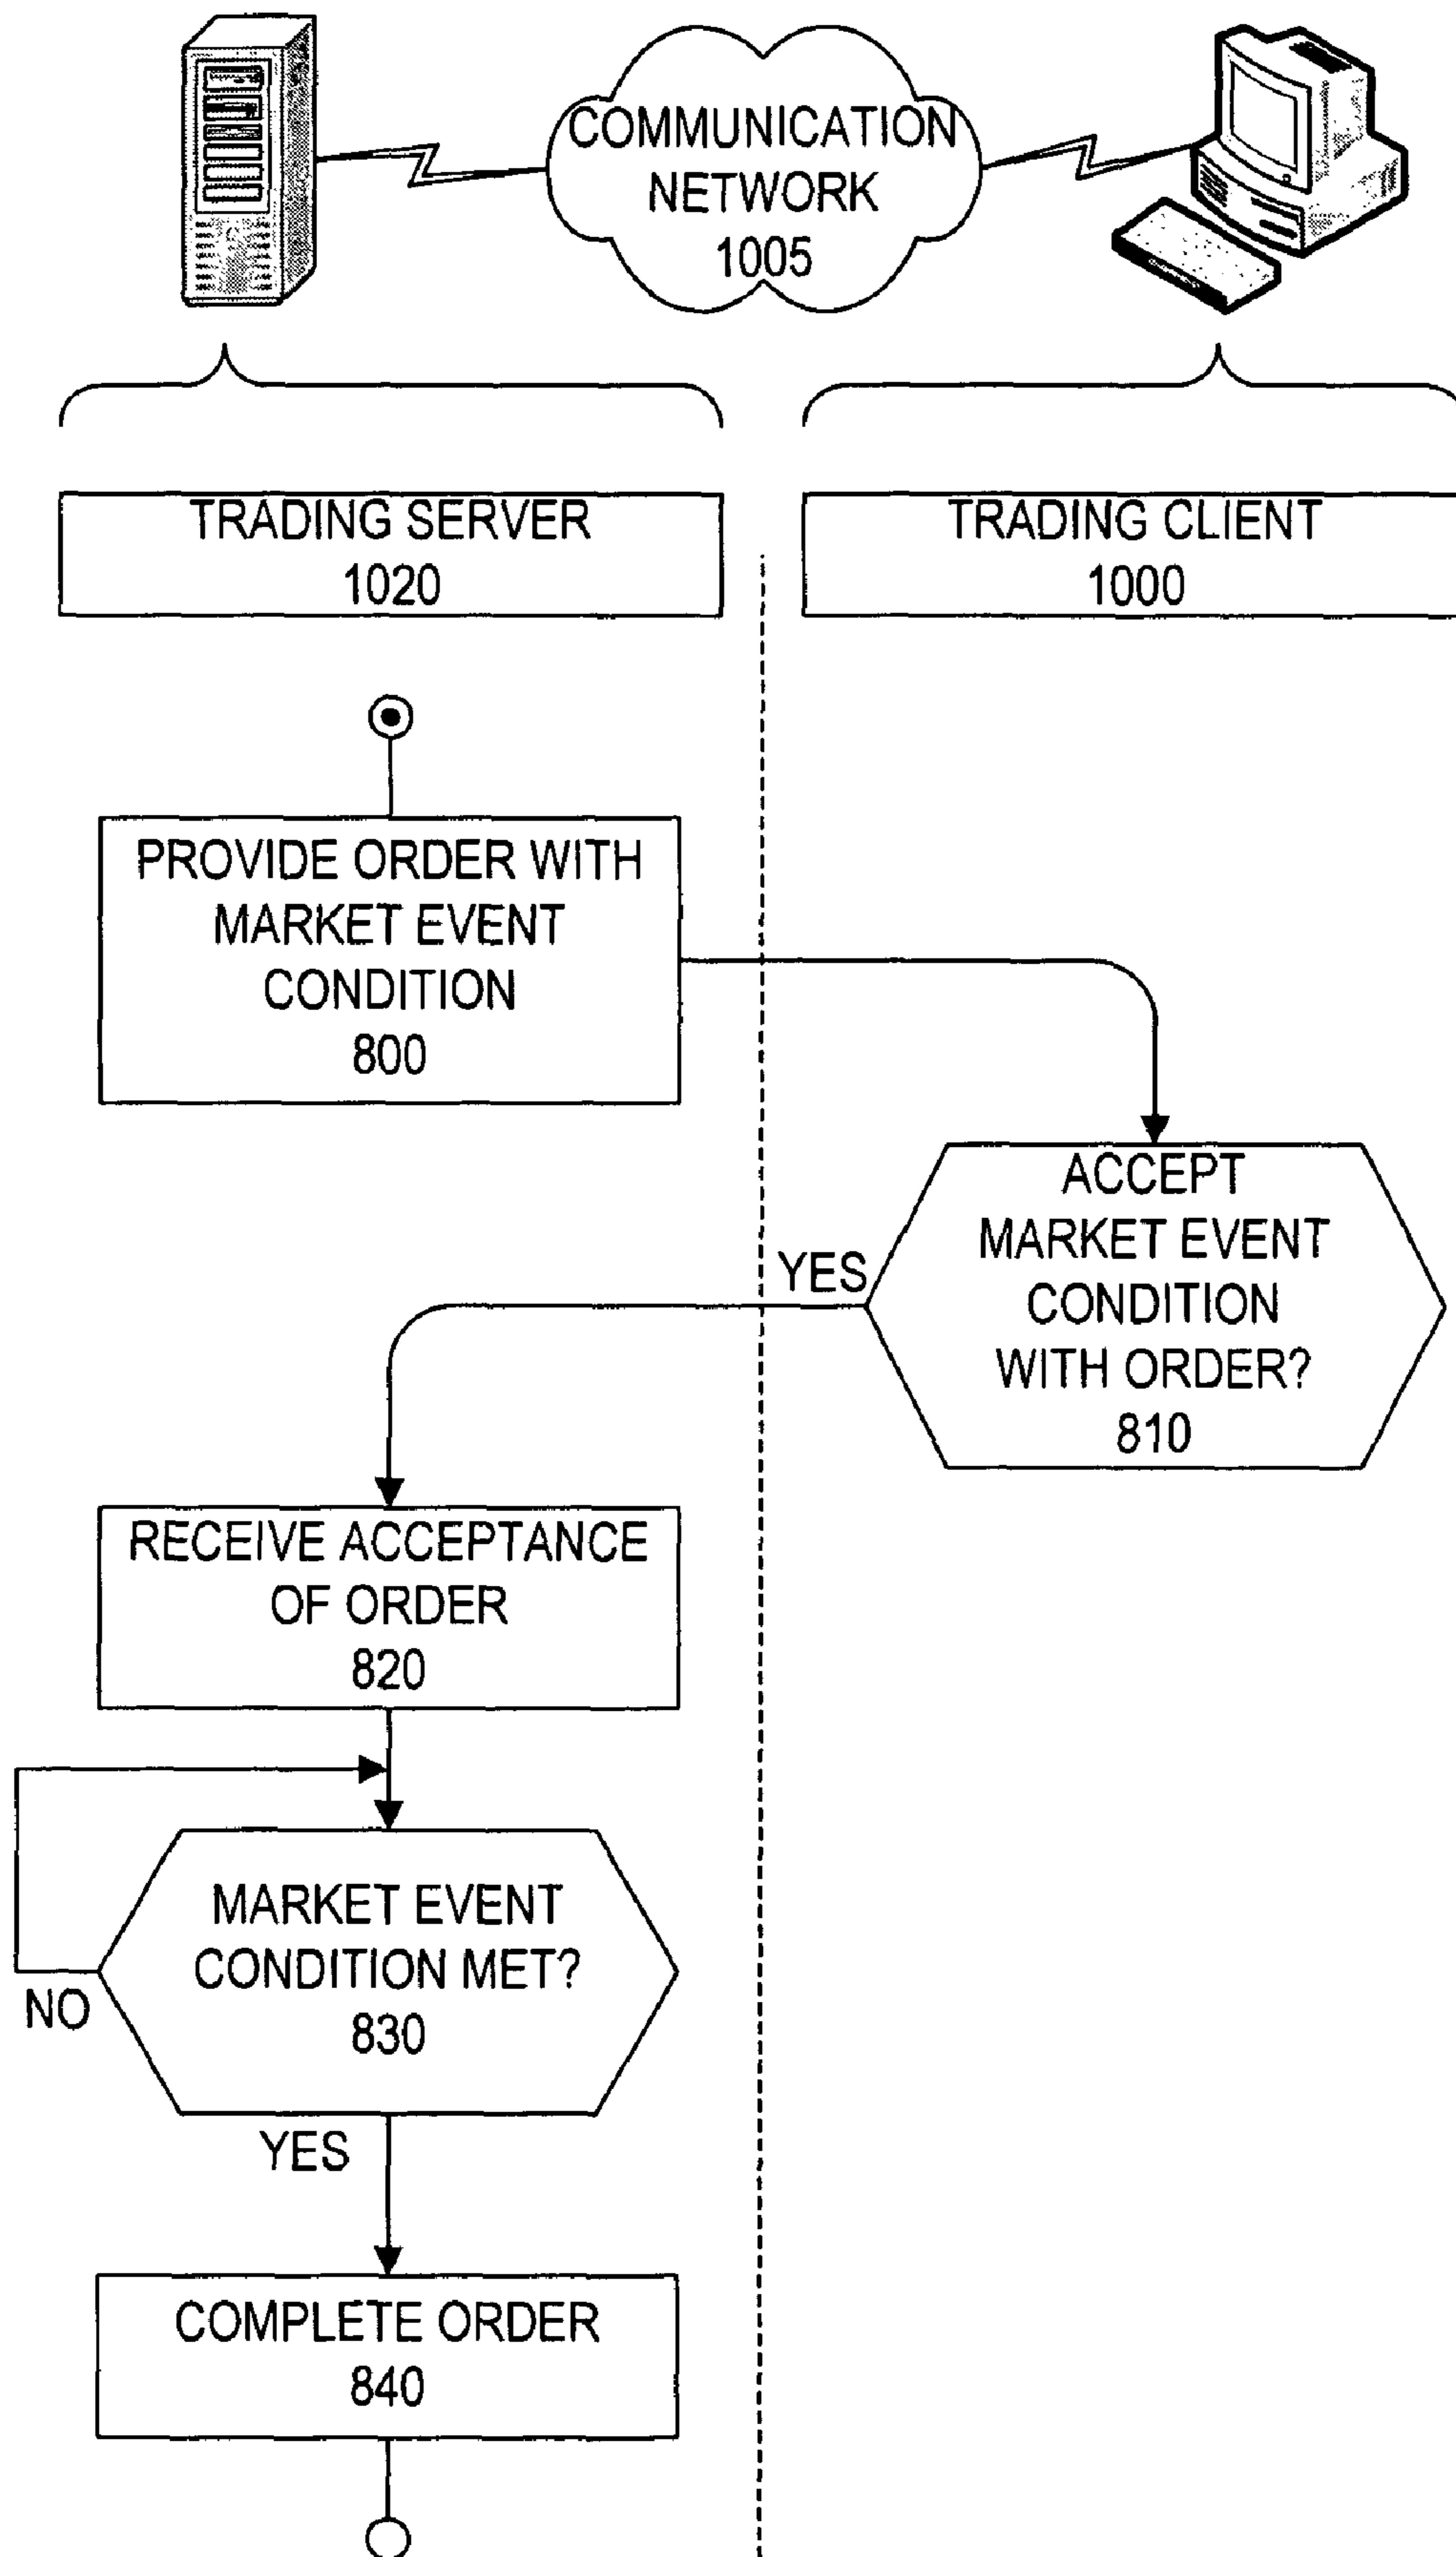 COMMUNICATION
NETWORK
1005
TRADING SERVER
1020
TRADING CLIENT
1000
PROVIDE ORDER WITH
MARKET EVENT
CONDITION
800
ACCEPT
MARKET EVENT
CONDITION
WITH ORDER?
810
YES
RECEIVE ACCEPTANCE
OF ORDER
820
MARKET EVENT
CONDITION MET?
830
NO
YES
COMPLETE ORDER
840